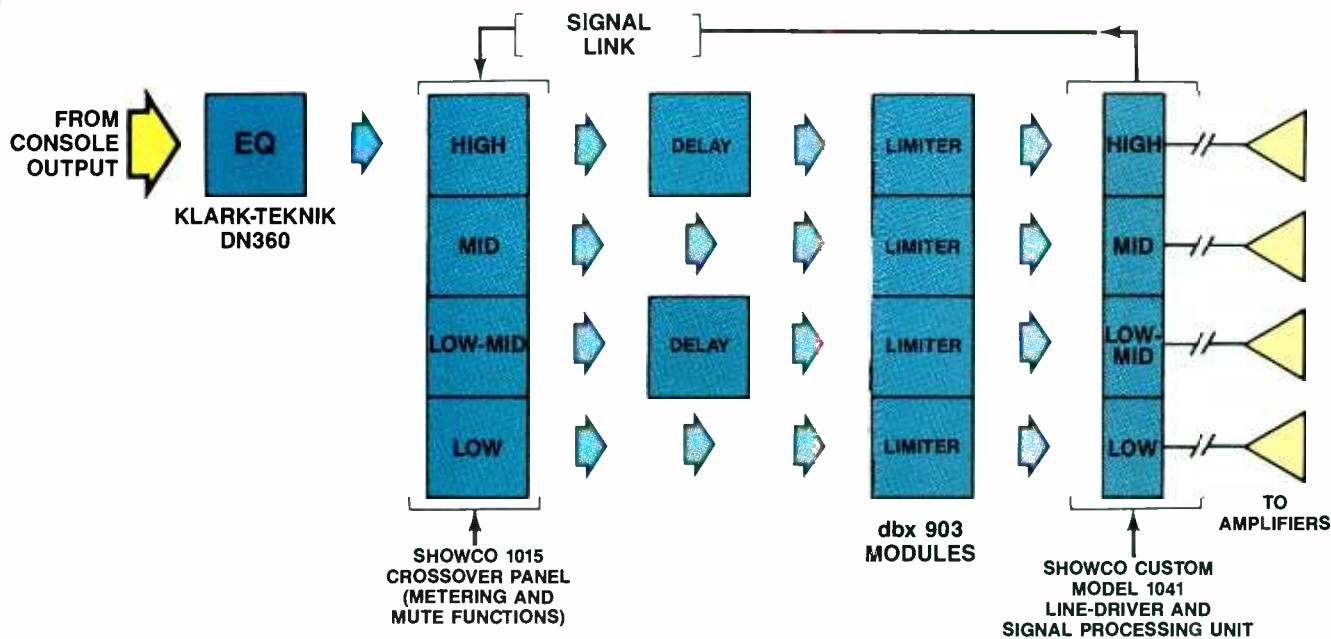 SIGNAL
LINK
FROM
CONSOLE
OUTPUT
EQ
KLARK-TEKNIK
DN360
HIGH
DELAY
LIMITER
HIGH
MID
LIMITER
MID
LOW-MID
DELAY
LIMITER
LOW-
MID
LOW
LIMITER
LOW
SHOWCO 1015
CROSSOVER PANEL
(METERING AND
MUTE FUNCTIONS)
dbx 903
MODULES
SHOWCO CUSTOM
MODEL 1041
LINE-DRIVER AND
SIGNAL PROCESSING UNIT
TO
AMPLIFIERS